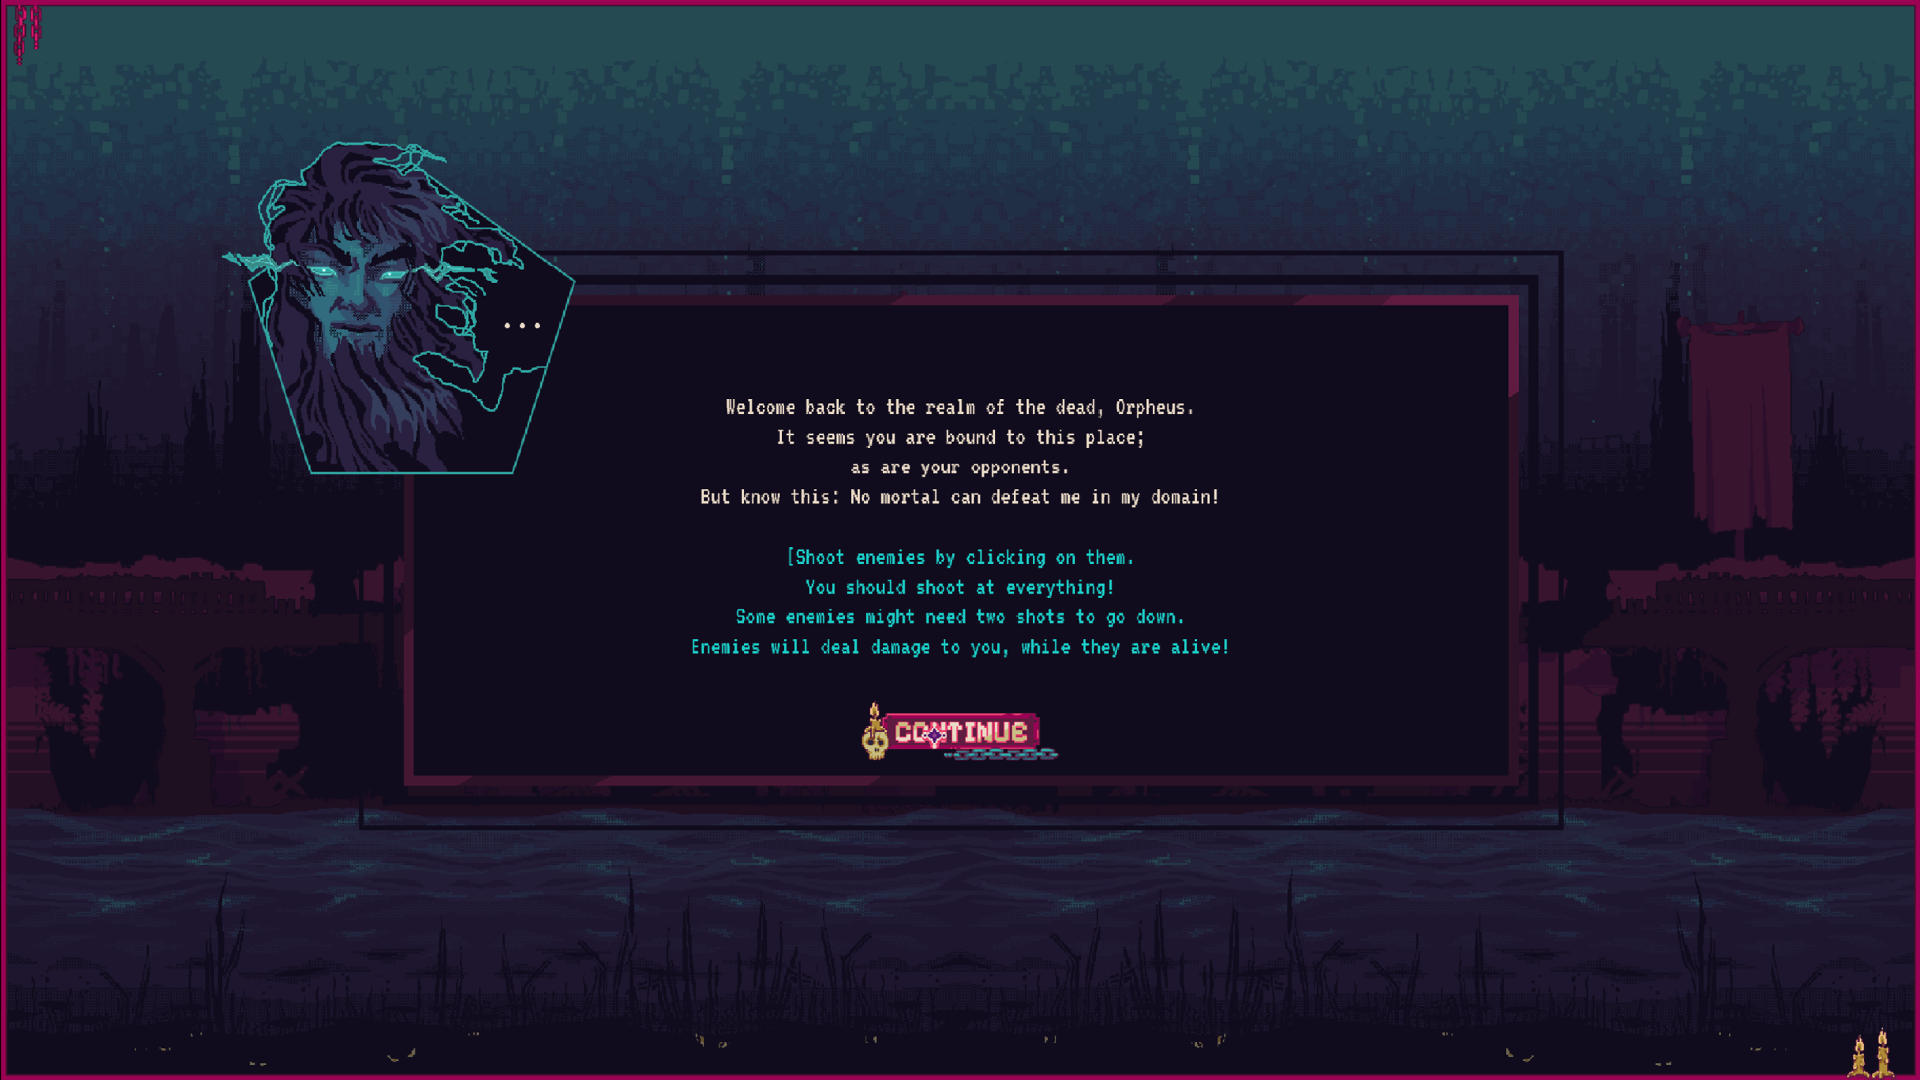 ...
Welcome back to the realm of the dead, Orpheus.
It seems you are bound to this place;
as are your opponents.
But know this: No mortal can defeat me in my domain!
[Shoot enemies by clicking on them.
You should shoot at everything!
Some enemies might need two shots to go down.
Enemies will deal damage to you, while they are alive!
CONTINUE